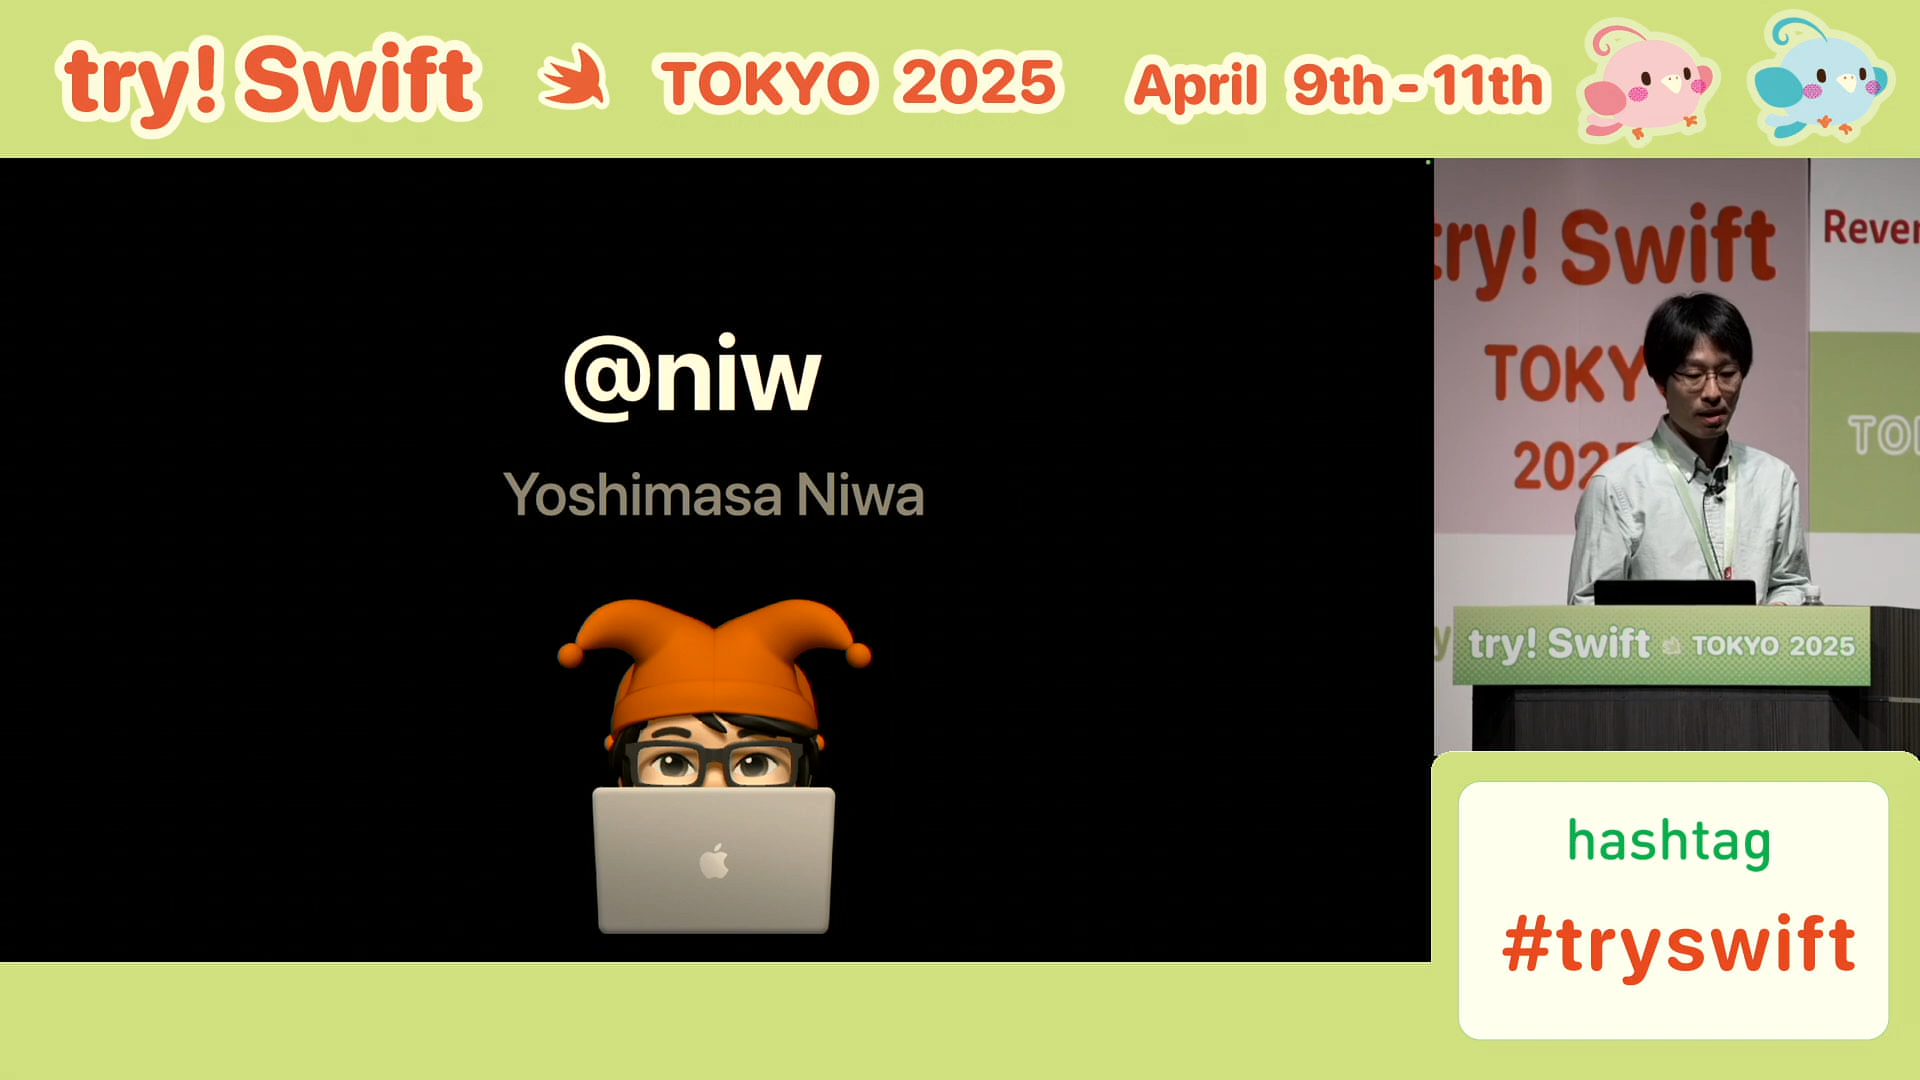 try! Swift TOKYO 2025 April 9th-11th
@niw
Yoshimasa Niwa
try! Swift
TOKY
202
Rever
TO
try! Swift TOKYO 2025
hashtag
#tryswift